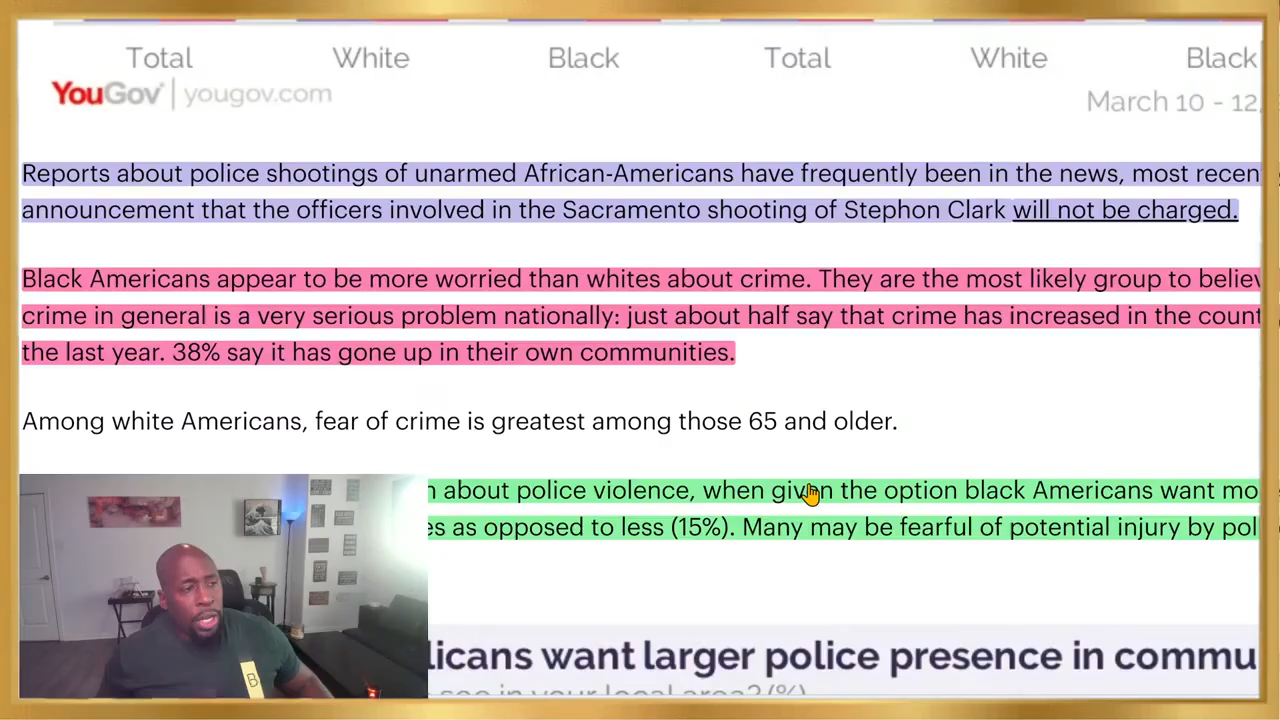 Total White Black Total White Black
YouGov | yougov.com
March 10 - 12,
Reports about police shootings of unarmed African-Americans have frequently been in the news, most recen
announcement that the officers involved in the Sacramento shooting of Stephon Clark will not be charged.
Black Americans appear to be more worried than whites about crime. They are the most likely group to believ
crime in general is a very serious problem nationally: just about half say that crime has increased in the count
the last year. 38% say it has gone up in their own communities.
Among white Americans, fear of crime is greatest among those 65 and older.
n about police violence, when given the option black Americans want mo
es as opposed to less (15%). Many may be fearful of potential injury by pol
licans want larger police presence in commu
see in your local area? (%)